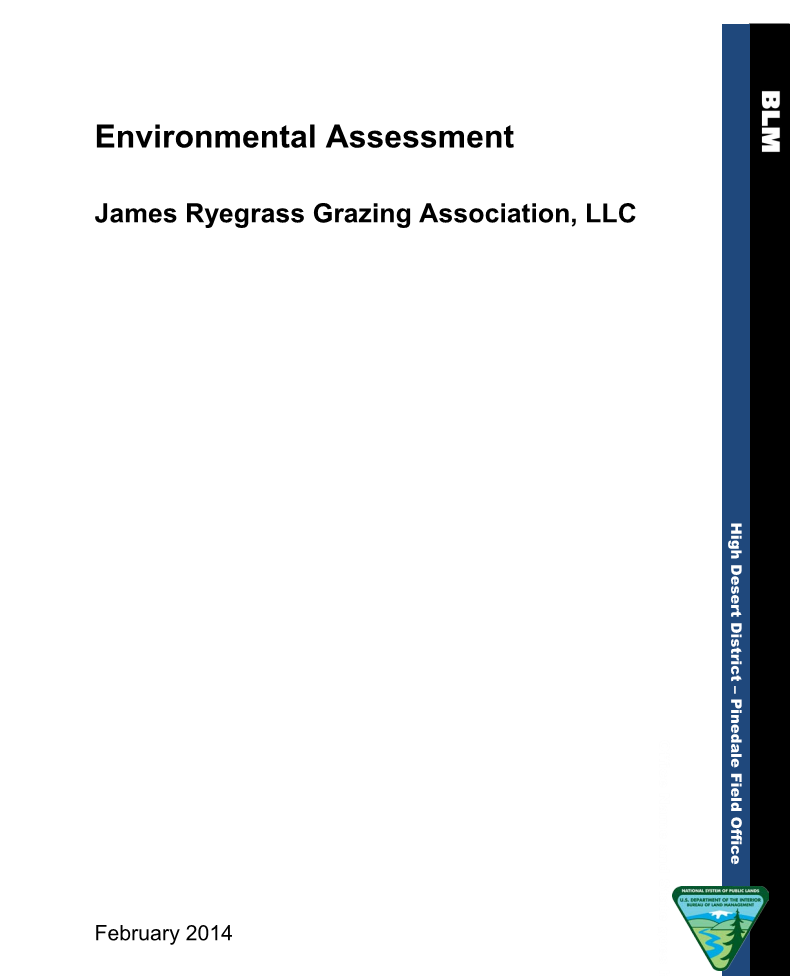 Environmental Assessment
James Ryegrass Grazing Association, LLC
BLM
High Desert District – Pinedale Field Office
February 2014
NATIONAL SYSTEM OF PUBLIC LANDS
U.S. DEPARTMENT OF THE INTERIOR
BUREAU OF LAND MANAGEMENT